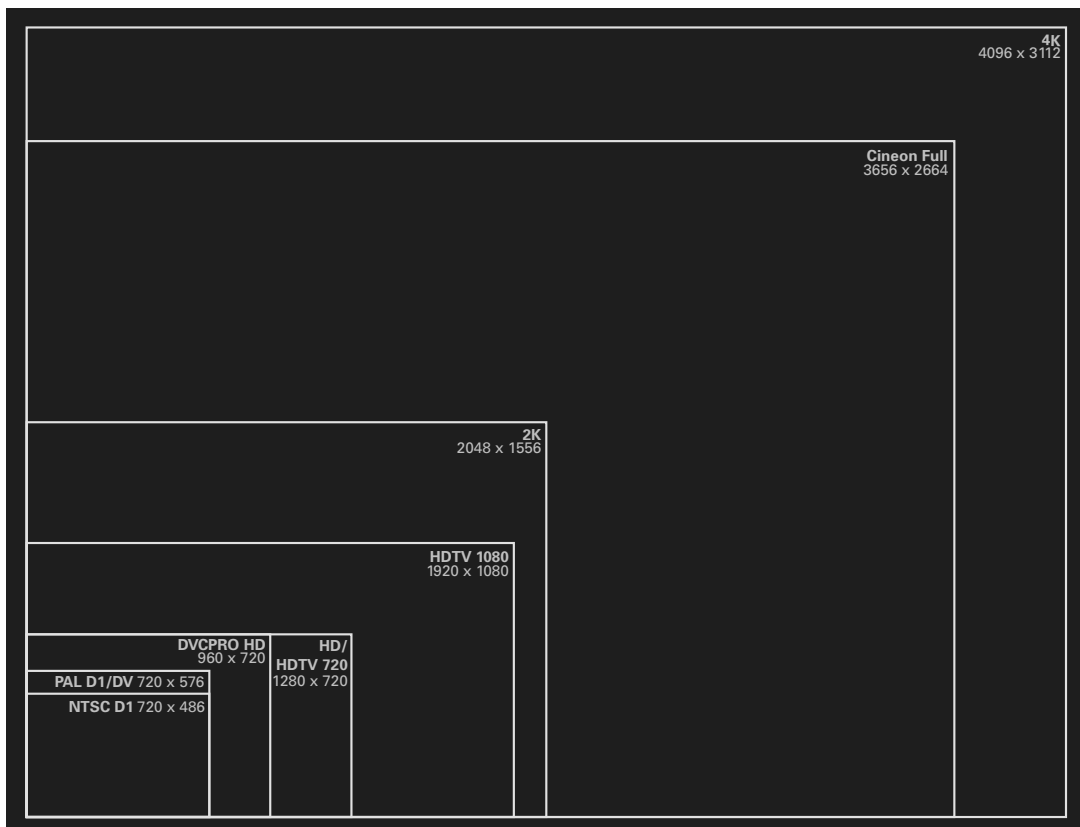 4K
4096 x 3112
Cineon Full
3656 x 2664
2K
2048 x 1556
HDTV 1080
1920 x 1080
DVCPRO HD
960 x 720
HD/
HDTV 720
1280 x 720
PAL D1/DV 720 x 576
NTSC D1 720 x 486